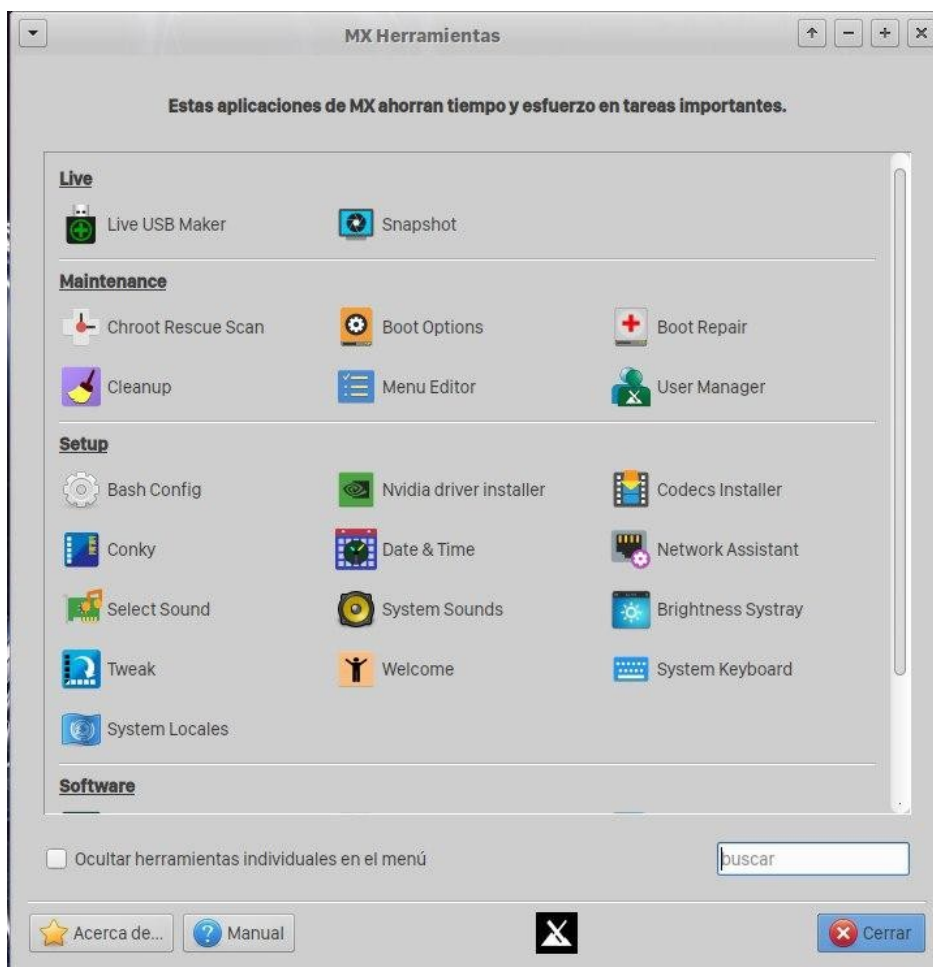 MX Herramientas
Estas aplicaciones de MX ahorran tiempo y esfuerzo en tareas importantes.
Live
Live USB Maker Snapshot
Maintenance
Chroot Rescue Scan Boot Options Boot Repair
Cleanup Menu Editor User Manager
Setup
Bash Config Nvidia driver installer Codecs Installer
Conky Date & Time Network Assistant
Select Sound System Sounds Brightness Systray
Tweak Welcome System Keyboard
System Locales
Software
Ocultar herramientas individuales en el menú buscar
Acerca de... Manual Cerrar